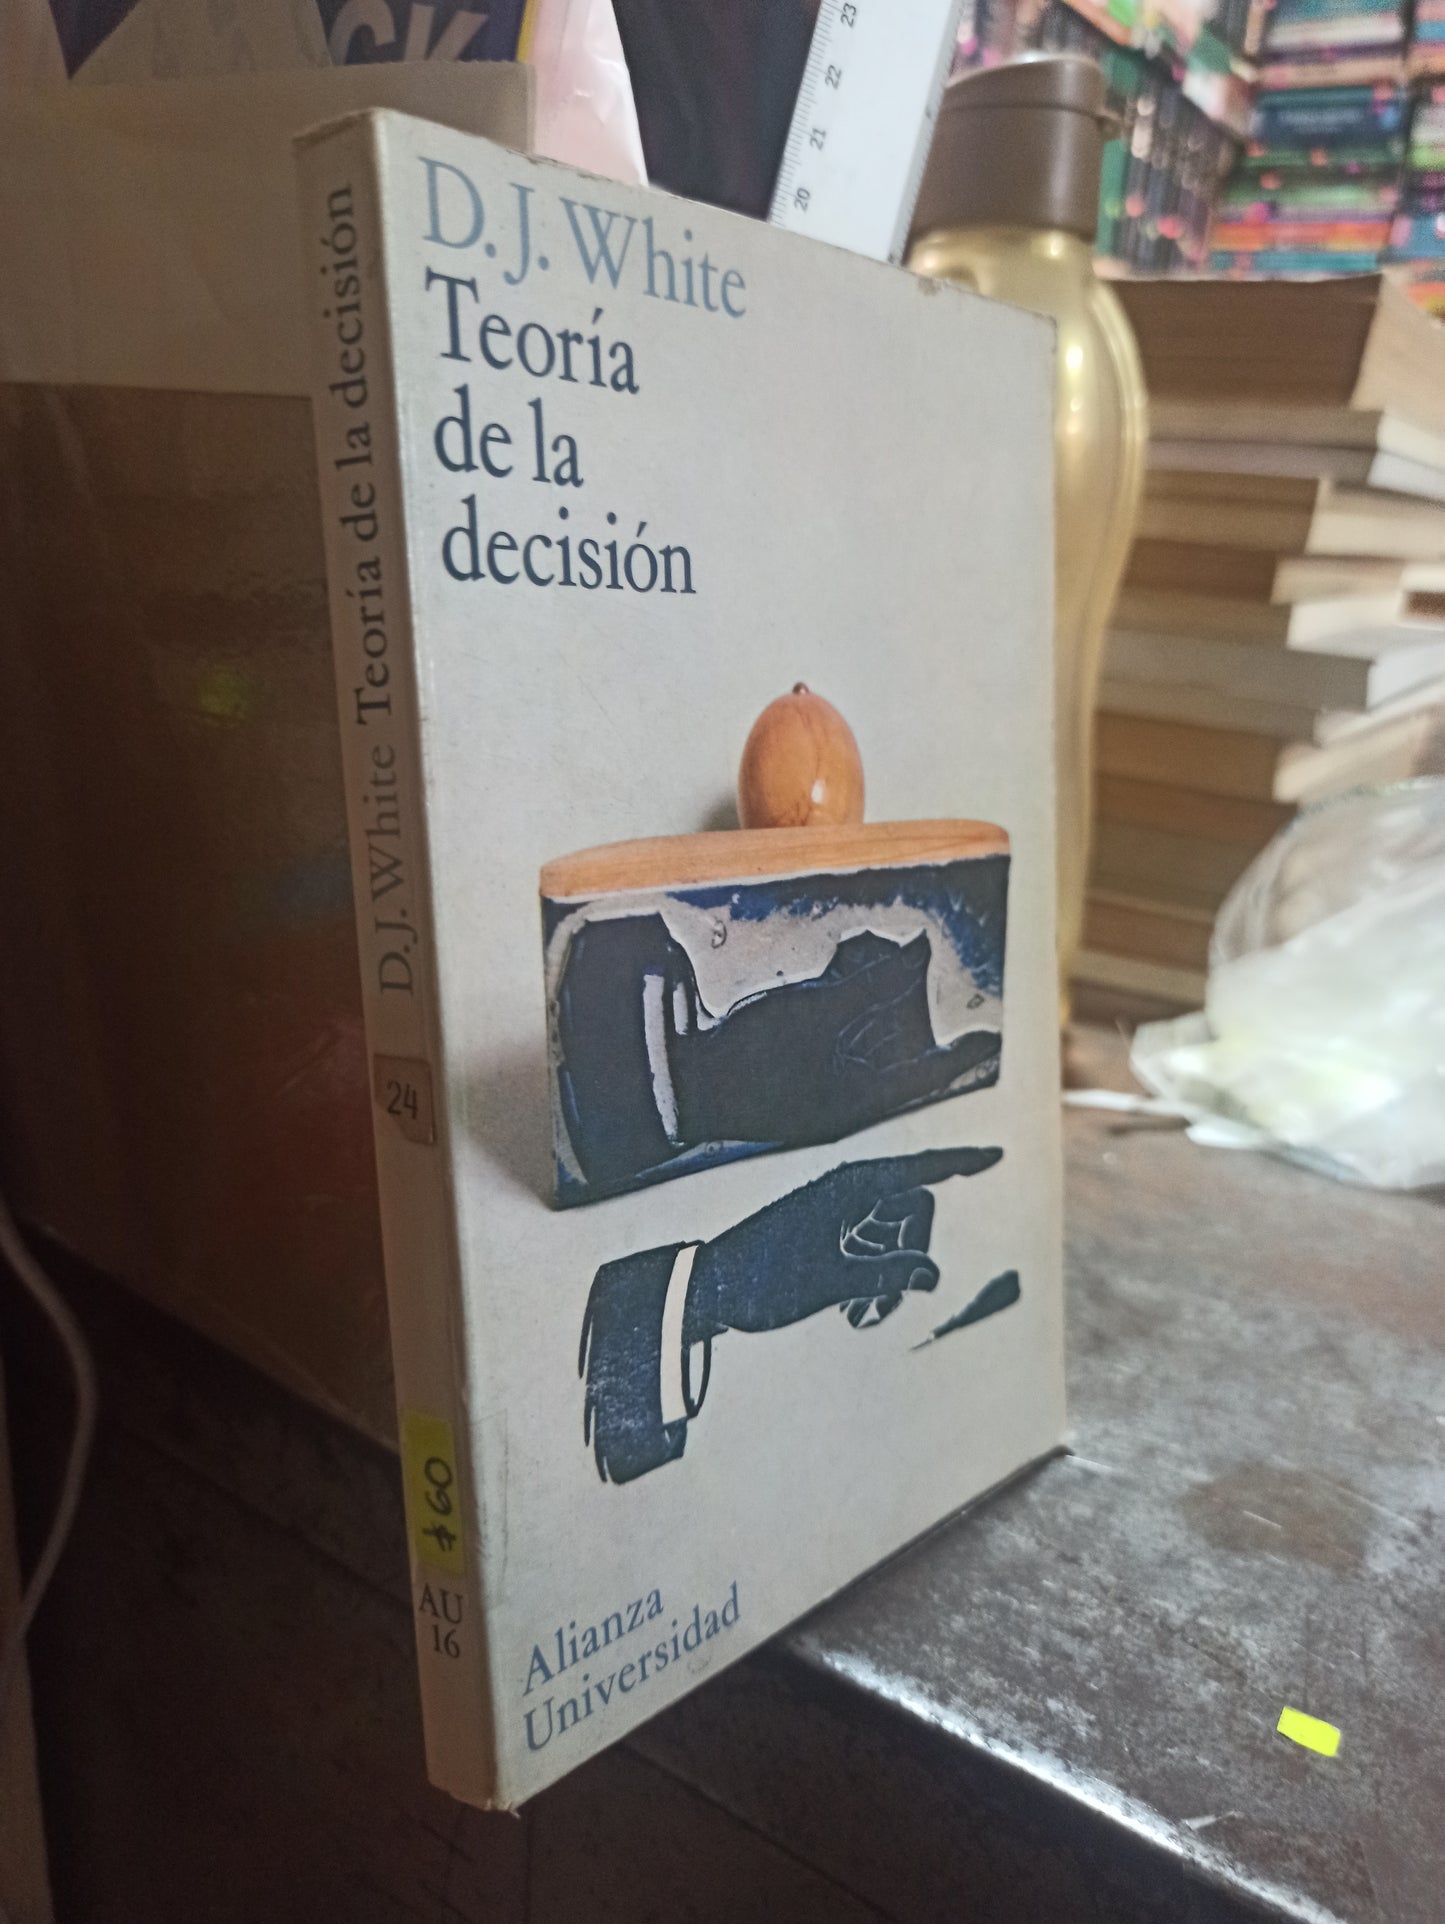 D.J. White
Teoría
de la
decisión
Alianza
Universidad
D.J. White Teoría de la decisión
24
$60
AU
16
CK
23
22
21
20